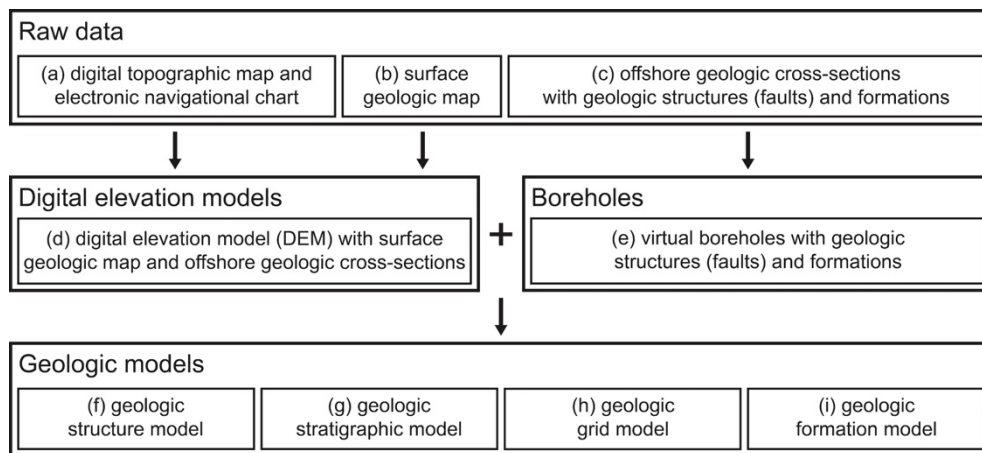 Raw data
(a) digital topographic map and
electronic navigational chart
(b) surface
geologic map
(c) offshore geologic cross-sections
with geologic structures (faults) and formations
Digital elevation models
(d) digital elevation model (DEM) with surface
geologic map and offshore geologic cross-sections
+
Boreholes
(e) virtual boreholes with geologic
structures (faults) and formations
Geologic models
(f) geologic
structure model
(g) geologic
stratigraphic model
(h) geologic
grid model
(i) geologic
formation model